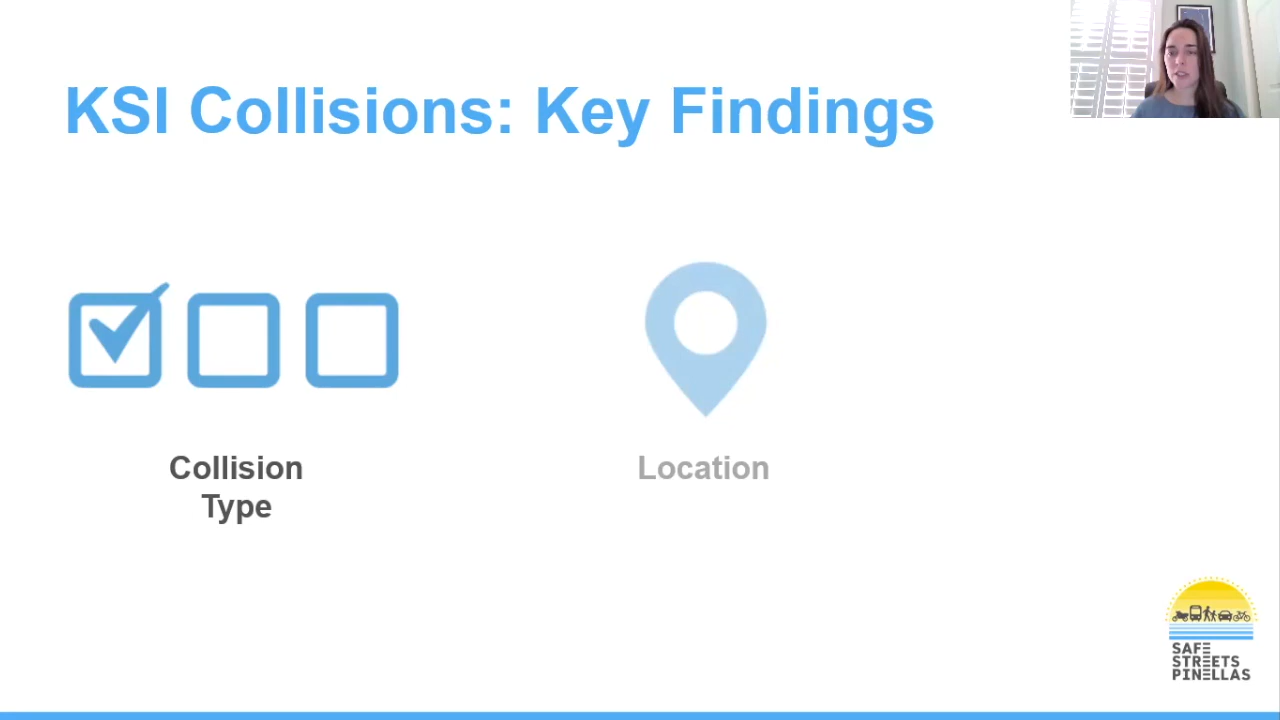 KSI Collisions: Key Findings
Collision
Type
Location
SAFE
STREETS
PINELLAS